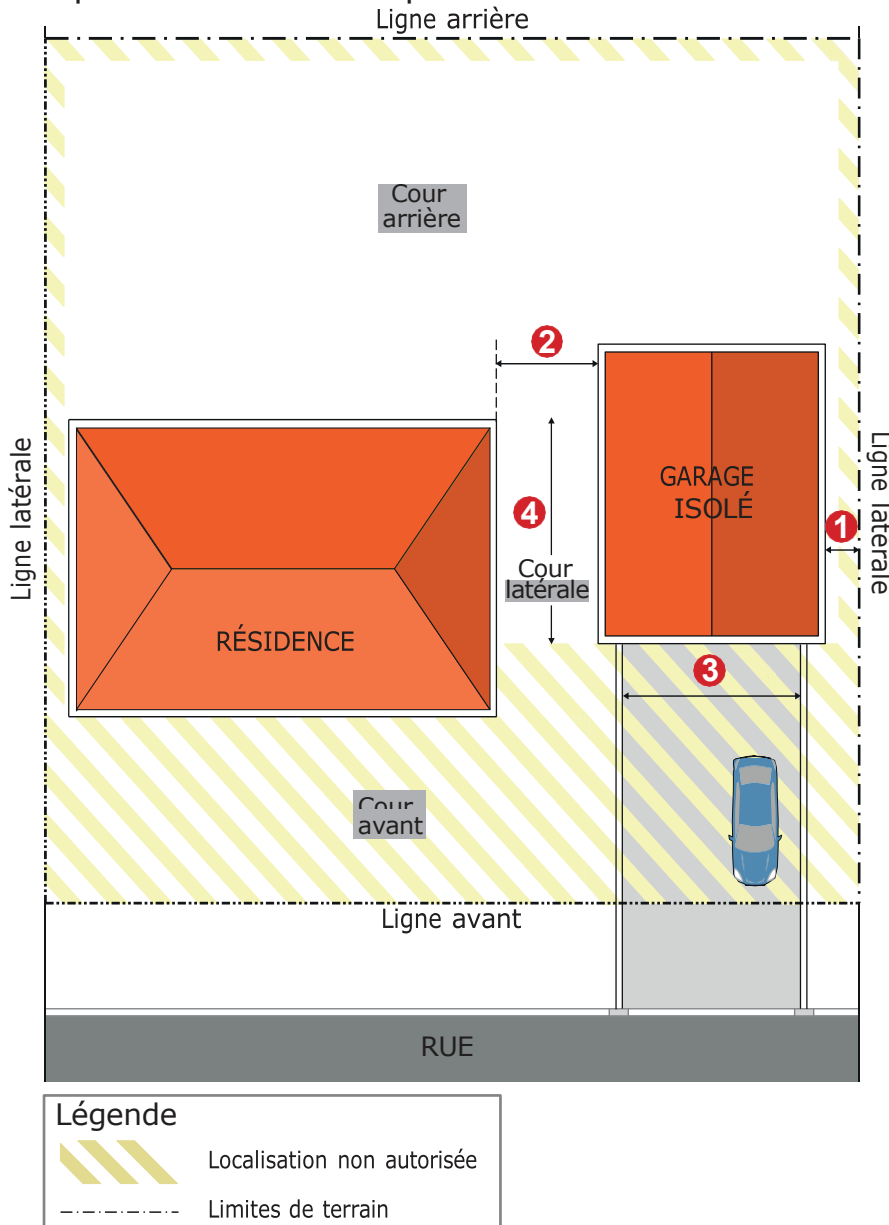 Ligne arrière
Cour
arrière
2
Ligne latérale
GARAGE
ISOLÉ
Ligne latérale
4
1
Cour
latérale
RÉSIDENCE
3
Cour
avant
Ligne avant
RUE
Légende
Localisation non autorisée
Limites de terrain